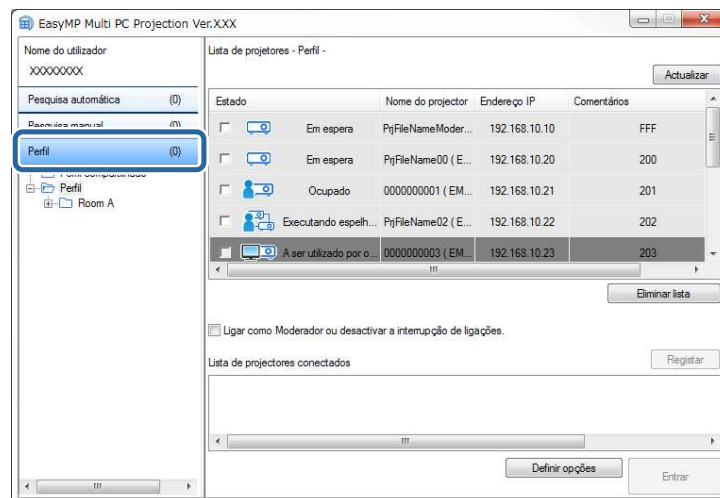 EasyMP Multi PC Projection Ver.XXX
Nome do utilizador
XXXXXXXX
Pesquisa automática (0)
Pesquisa manual (0)
Perfil (0)
Perfil compartilhado
Perfil
Room A
Lista de projetores - Perfil -
Actualizar
Estado Nome do projector Endereço IP Comentários
Em espera PrjFileNameModer... 192.168.10.10 FFF
Em espera PrjFileName00 ( E... 192.168.10.20 200
Ocupado 0000000001 ( EM... 192.168.10.21 201
Executando espelh... PrjFileName02 ( E... 192.168.10.22 202
A ser utilizado por o... 0000000003 ( EM... 192.168.10.23 203
Eliminar lista
Ligar como Moderador ou desactivar a interrupção de ligações.
Lista de projectores conectados
Registar
Definir opções
Entrar